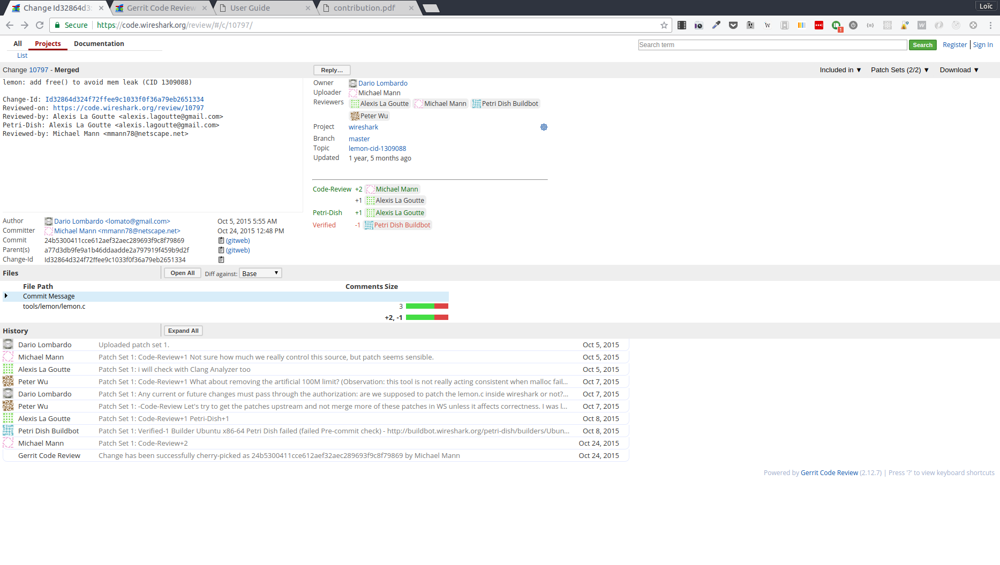 Change Id32864d3
Gerrit Code Review
User Guide
contribution.pdf
Loïc
Secure https://code.wireshark.org/review/#/c/10797/
1
All Projects Documentation
List
Search term
Search
Register Sign In
Change 10797 - Merged
Reply…
Included in ▼ Patch Sets (2/2) ▼ Download ▼
lemon: add free() to avoid mem leak (CID 1309088)
Change-Id: Id32864d324f72ffee9c1033f0f36a79eb2651334
Reviewed-on: https://code.wireshark.org/review/10797
Reviewed-by: Alexis La Goutte <alexis.lagoutte@gmail.com>
Petri-Dish: Alexis La Goutte <alexis.lagoutte@gmail.com>
Reviewed-by: Michael Mann <mmann78@netscape.net>
Owner Dario Lombardo
Uploader Michael Mann
Reviewers Alexis La Goutte Michael Mann Petri Dish Buildbot
Peter Wu
Project wireshark
Branch master
Topic lemon-cid-1309088
Updated 1 year, 5 months ago
Code-Review +2 Michael Mann
+1 Alexis La Goutte
Petri-Dish +1 Alexis La Goutte
Verified -1 Petri Dish Buildbot
Author Dario Lombardo <lomato@gmail.com> Oct 5, 2015 5:55 AM
Committer Michael Mann <mmann78@netscape.net> Oct 24, 2015 12:48 PM
Commit 24b5300411cce612aef32aec289693f9c8f79869 (gitweb)
Parent(s) a77d3db9fe9a1b46ddaadde2a797919f459b9d2f (gitweb)
Change-Id Id32864d324f72ffee9c1033f0f36a79eb2651334
Files Open All Diff against: Base ▼
File Path Comments Size
Commit Message
tools/lemon/lemon.c 3
+2, -1
History Expand All
Dario Lombardo Uploaded patch set 1. Oct 5, 2015
Michael Mann Patch Set 1: Code-Review+1 Not sure how much we really control this source, but patch seems sensible. Oct 5, 2015
Alexis La Goutte Patch Set 1: i will check with Clang Analyzer too Oct 5, 2015
Peter Wu Patch Set 1: Code-Review+1 What about removing the artificial 100M limit? (Observation: this tool is not really acting consistent when malloc fail... Oct 7, 2015
Dario Lombardo Patch Set 1: Any current or future changes must pass through the authorization: are we supposed to patch the lemon.c inside wireshark or not?... Oct 7, 2015
Peter Wu Patch Set 1: -Code-Review Let's try to get the patches upstream and not merge more of these patches in WS unless it affects correctness. I was l... Oct 7, 2015
Alexis La Goutte Patch Set 1: Code-Review+1 Petri-Dish+1 Oct 8, 2015
Petri Dish Buildbot Patch Set 1: Verified-1 Builder Ubuntu x86-64 Petri Dish failed (failed Pre-commit check) - http://buildbot.wireshark.org/petri-dish/builders/Ubun... Oct 8, 2015
Michael Mann Patch Set 1: Code-Review+2 Oct 24, 2015
Gerrit Code Review Change has been successfully cherry-picked as 24b5300411cce612aef32aec289693f9c8f79869 by Michael Mann Oct 24, 2015
Powered by Gerrit Code Review (2.12.7) | Press '?' to view keyboard shortcuts